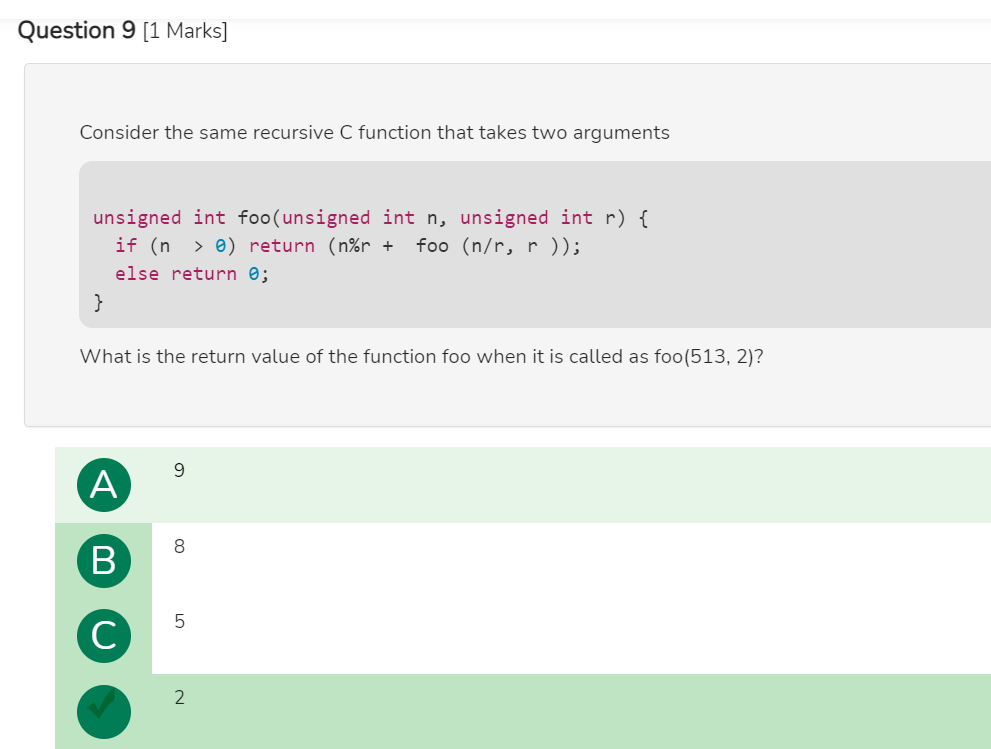 Question 9 [1 Marks]
Consider the same recursive C function that takes two arguments
unsigned int foo(unsigned int n, unsigned int r) {
  if (n  > 0) return (n%r +  foo (n/r, r ));
  else return 0;
}
What is the return value of the function foo when it is called as foo(513, 2)?
A 9
B 8
C 5
2